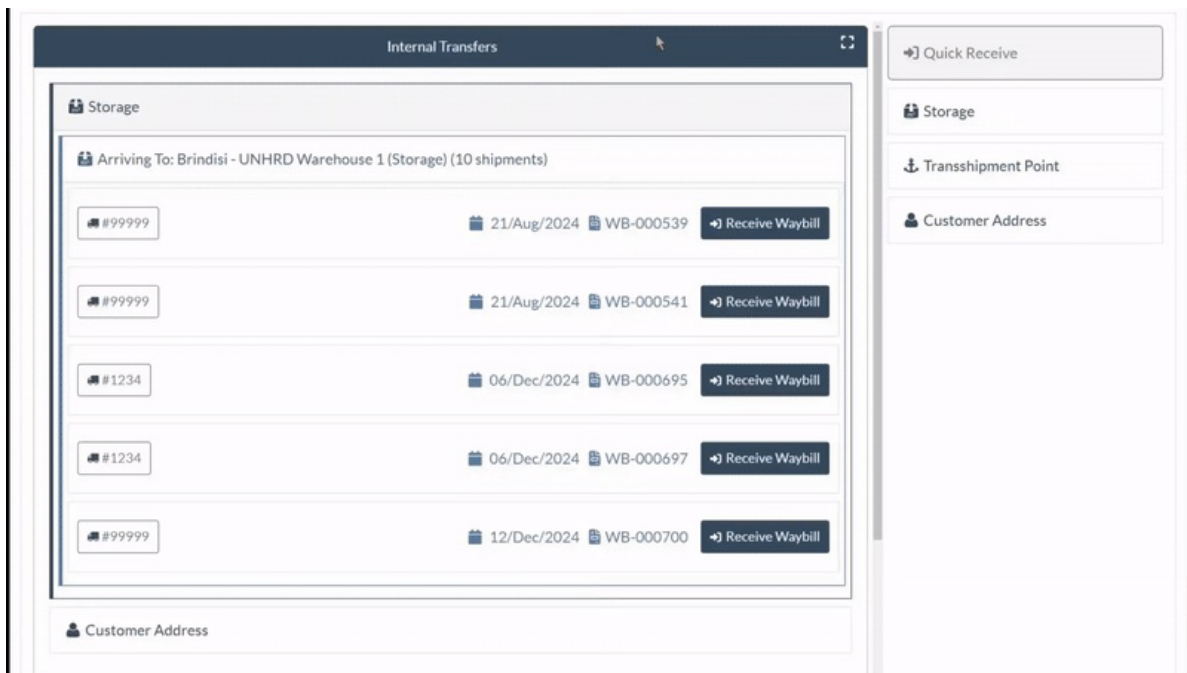 Internal Transfers
Storage
Arriving To: Brindisi - UNHRD Warehouse 1 (Storage) (10 shipments)
#99999 21/Aug/2024 WB-000539 Receive Waybill
#99999 21/Aug/2024 WB-000541 Receive Waybill
#1234 06/Dec/2024 WB-000695 Receive Waybill
#1234 06/Dec/2024 WB-000697 Receive Waybill
#99999 12/Dec/2024 WB-000700 Receive Waybill
Customer Address
Quick Receive
Storage
Transshipment Point
Customer Address